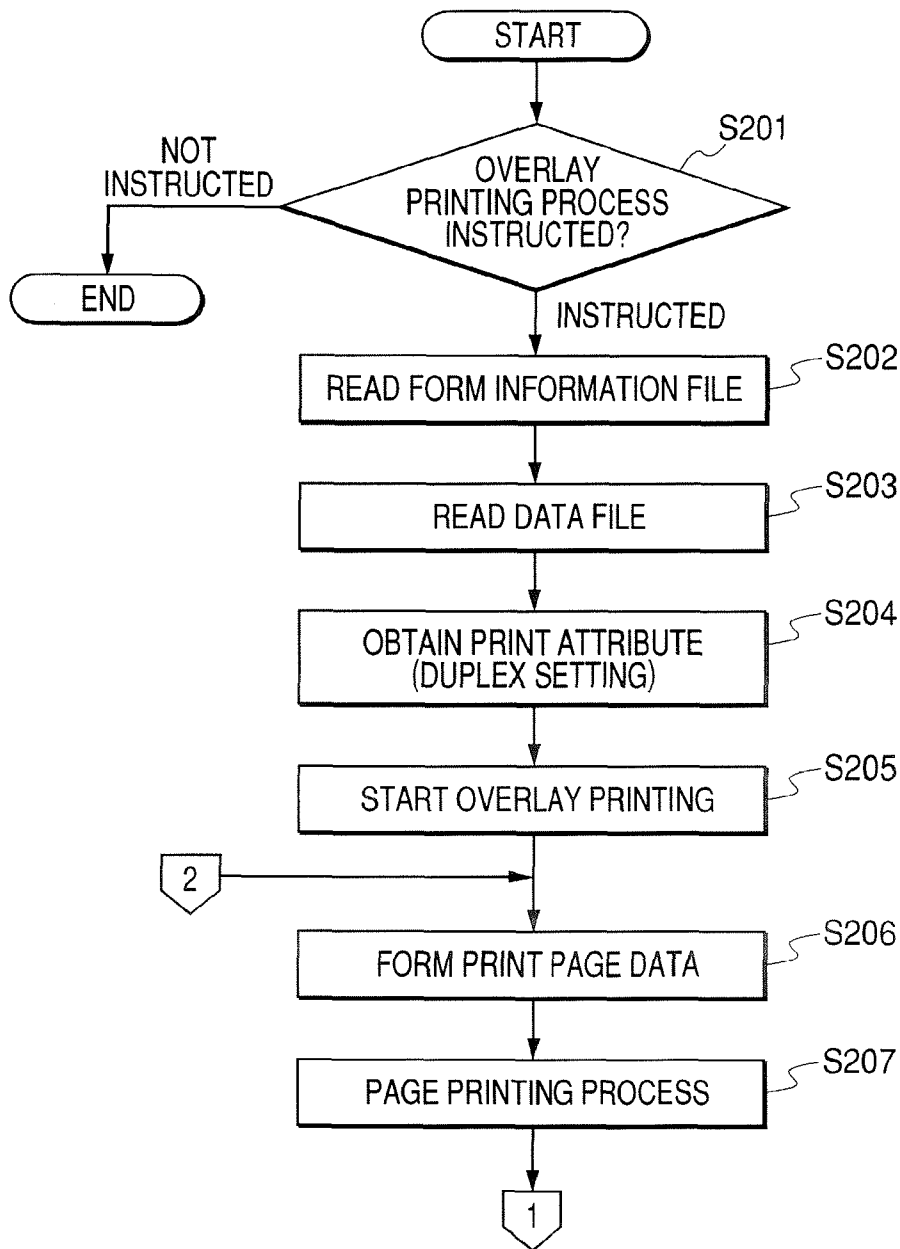 START
S201
NOT
INSTRUCTED
OVERLAY
PRINTING PROCESS
INSTRUCTED?
END
INSTRUCTED
S202
READ FORM INFORMATION FILE
S203
READ DATA FILE
S204
OBTAIN PRINT ATTRIBUTE
(DUPLEX SETTING)
S205
START OVERLAY PRINTING
2
S206
FORM PRINT PAGE DATA
S207
PAGE PRINTING PROCESS
1